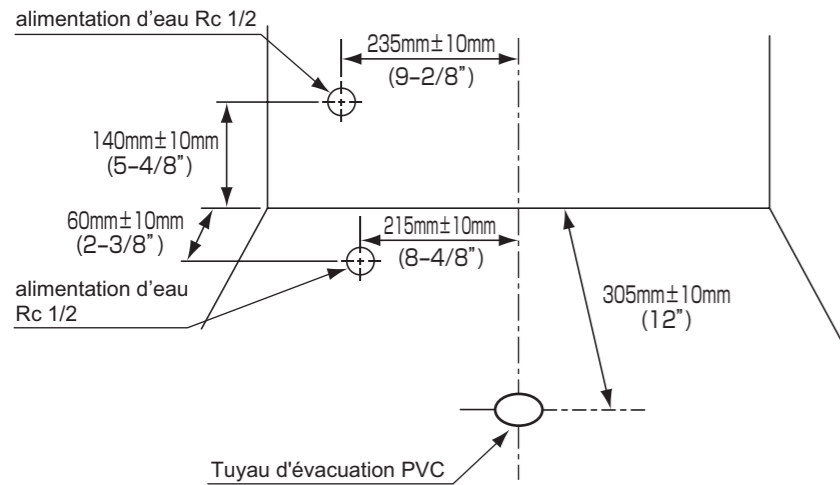 alimentation d'eau Rc 1/2
235mm±10mm
(9-2/8")
140mm±10mm
(5-4/8")
60mm±10mm
(2-3/8")
215mm±10mm
(8-4/8")
alimentation d'eau
Rc 1/2
305mm±10mm
(12")
Tuyau d'évacuation PVC